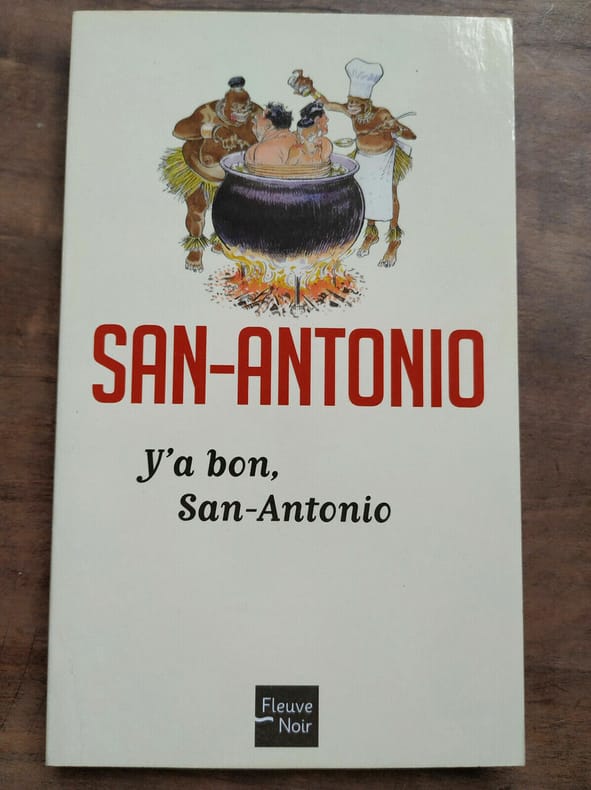 SAN-ANTONIO
Y'a bon,
San-Antonio
Fleuve
Noir